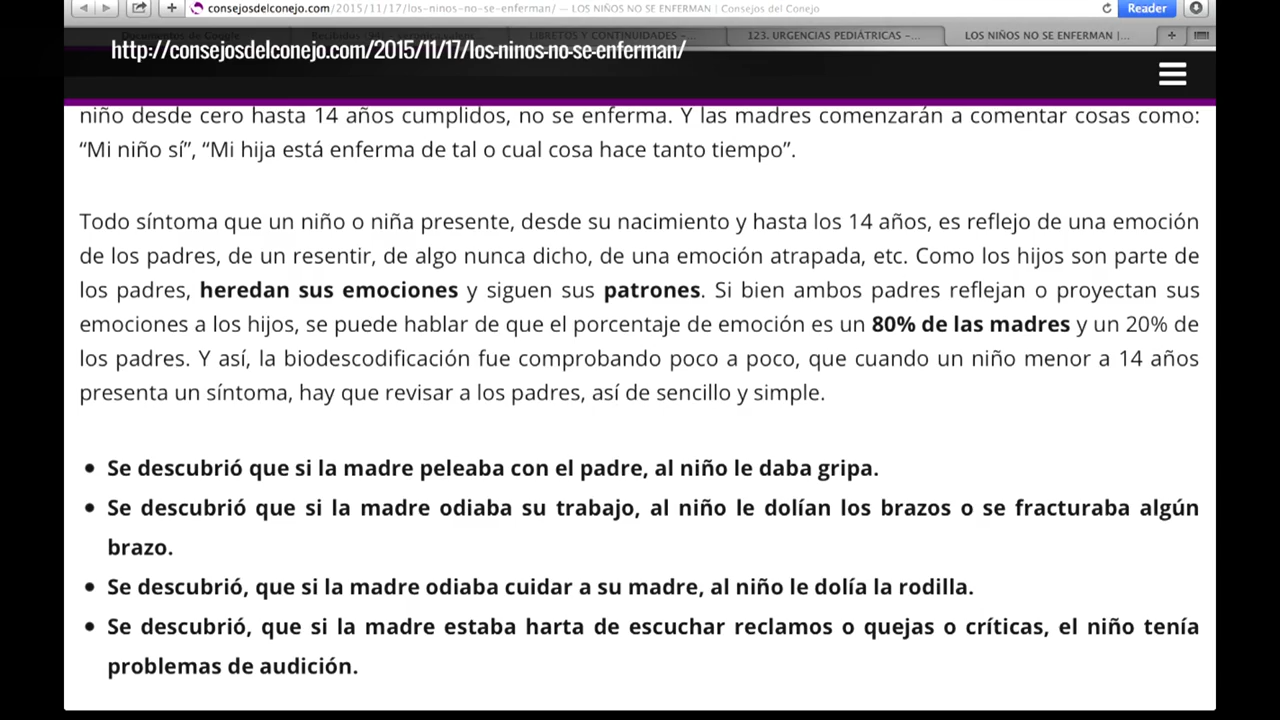 consejosdelconejo.com/2015/11/17/los-ninos-no-se-enferman/ — LOS NIÑOS NO SE ENFERMAN | Consejos del Conejo
Reader
LIBRETOS Y CONTINUIDADES –...
123. URGENCIAS PEDIÁTRICAS –...
LOS NIÑOS NO SE ENFERMAN |...
http://consejosdelconejo.com/2015/11/17/los-ninos-no-se-enferman/
niño desde cero hasta 14 años cumplidos, no se enferma. Y las madres comenzarán a comentar cosas como:
“Mi niño sí”, “Mi hija está enferma de tal o cual cosa hace tanto tiempo”.
Todo síntoma que un niño o niña presente, desde su nacimiento y hasta los 14 años, es reflejo de una emoción
de los padres, de un resentir, de algo nunca dicho, de una emoción atrapada, etc. Como los hijos son parte de
los padres, heredan sus emociones y siguen sus patrones. Si bien ambos padres reflejan o proyectan sus
emociones a los hijos, se puede hablar de que el porcentaje de emoción es un 80% de las madres y un 20% de
los padres. Y así, la biodescodificación fue comprobando poco a poco, que cuando un niño menor a 14 años
presenta un síntoma, hay que revisar a los padres, así de sencillo y simple.
• Se descubrió que si la madre peleaba con el padre, al niño le daba gripa.
• Se descubrió que si la madre odiaba su trabajo, al niño le dolían los brazos o se fracturaba algún
brazo.
• Se descubrió, que si la madre odiaba cuidar a su madre, al niño le dolía la rodilla.
• Se descubrió, que si la madre estaba harta de escuchar reclamos o quejas o críticas, el niño tenía
problemas de audición.